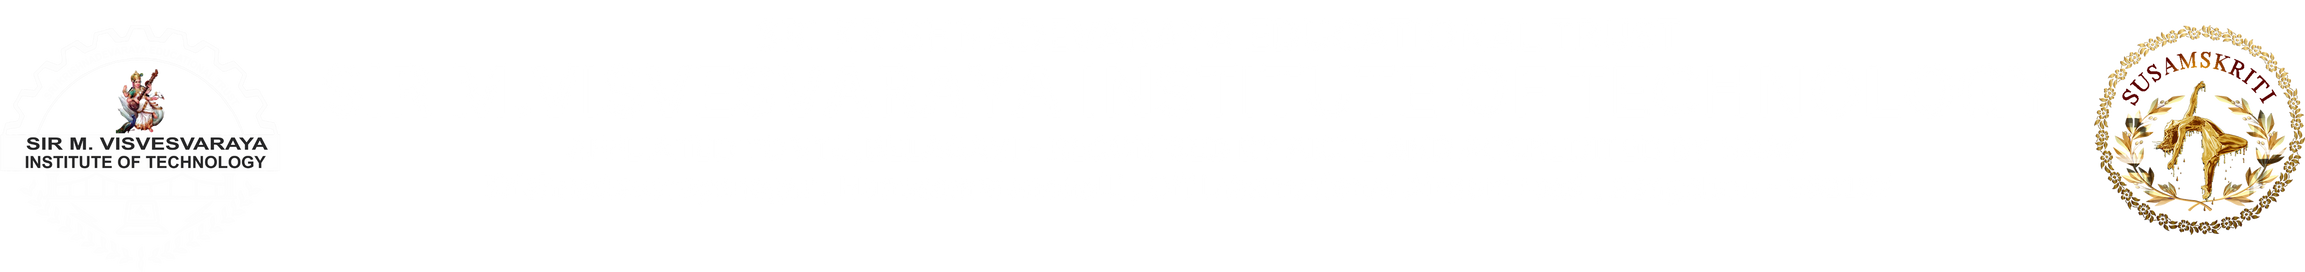 SIR M. VISVESVARAYA
INSTITUTE OF TECHNOLOGY
SUSAMSKRITI